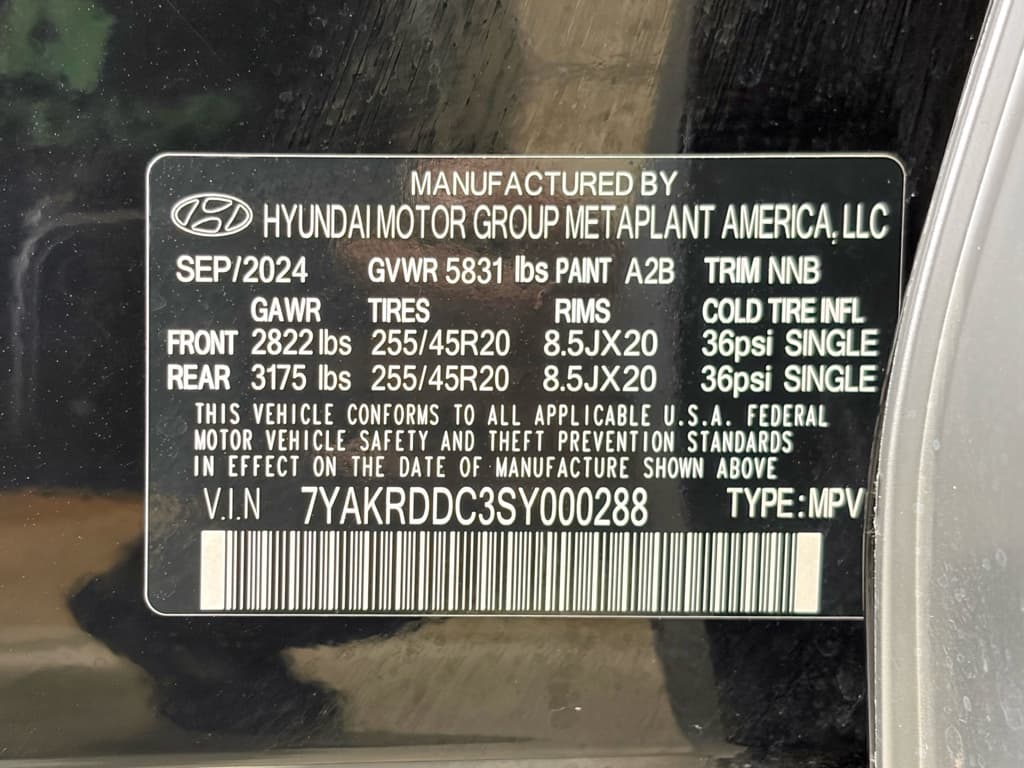 MANUFACTURED BY
HYUNDAI MOTOR GROUP METAPLANT AMERICA, LLC
SEP/2024 GVWR 5831 lbs PAINT A2B TRIM NNB
GAWR TIRES RIMS COLD TIRE INFL
FRONT 2822 lbs 255/45R20 8.5JX20 36psi SINGLE
REAR 3175 lbs 255/45R20 8.5JX20 36psi SINGLE
THIS VEHICLE CONFORMS TO ALL APPLICABLE U.S.A. FEDERAL
MOTOR VEHICLE SAFETY AND THEFT PREVENTION STANDARDS
IN EFFECT ON THE DATE OF MANUFACTURE SHOWN ABOVE
V.I.N 7YAKRDDC3SY000288 TYPE:MPV